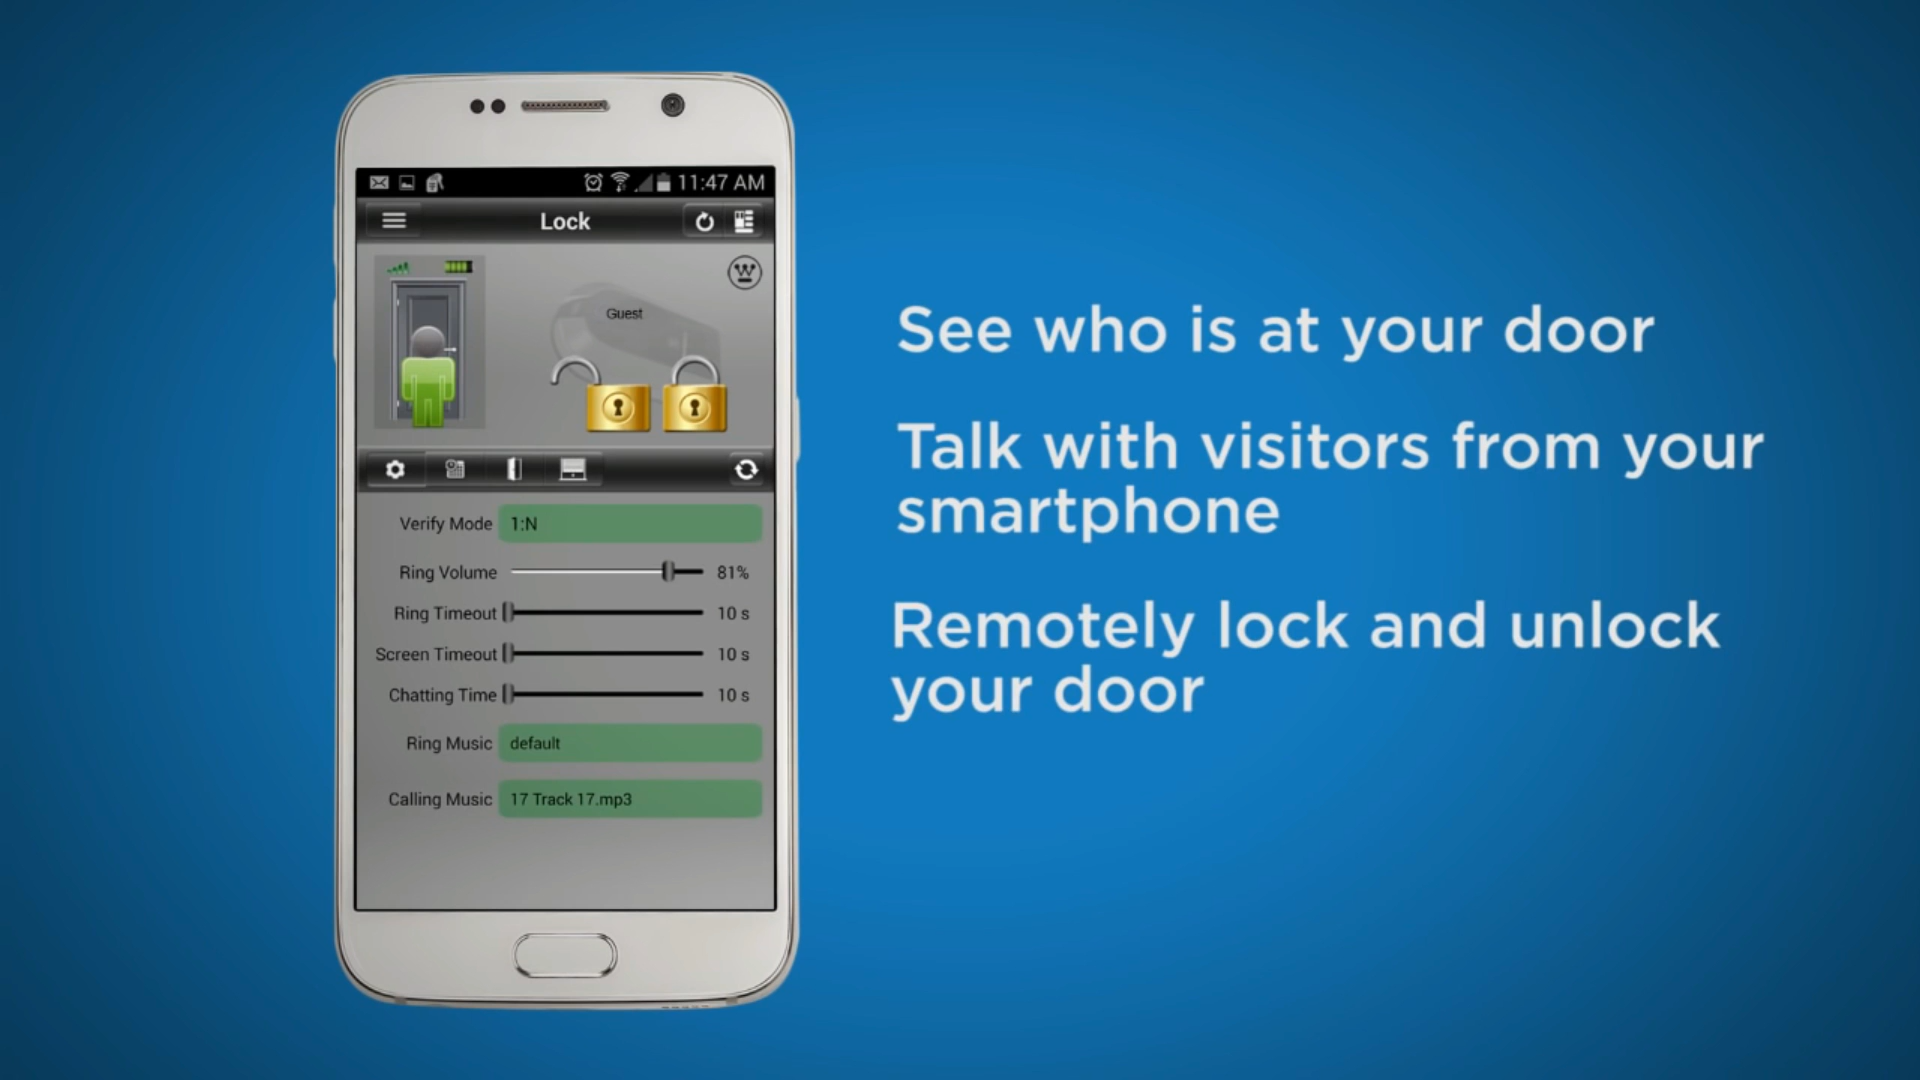 11:47 AM
Lock
Guest
Verify Mode 1:N
Ring Volume 81%
Ring Timeout 10 s
Screen Timeout 10 s
Chatting Time 10 s
Ring Music default
Calling Music 17 Track 17.mp3
See who is at your door
Talk with visitors from your
smartphone
Remotely lock and unlock
your door